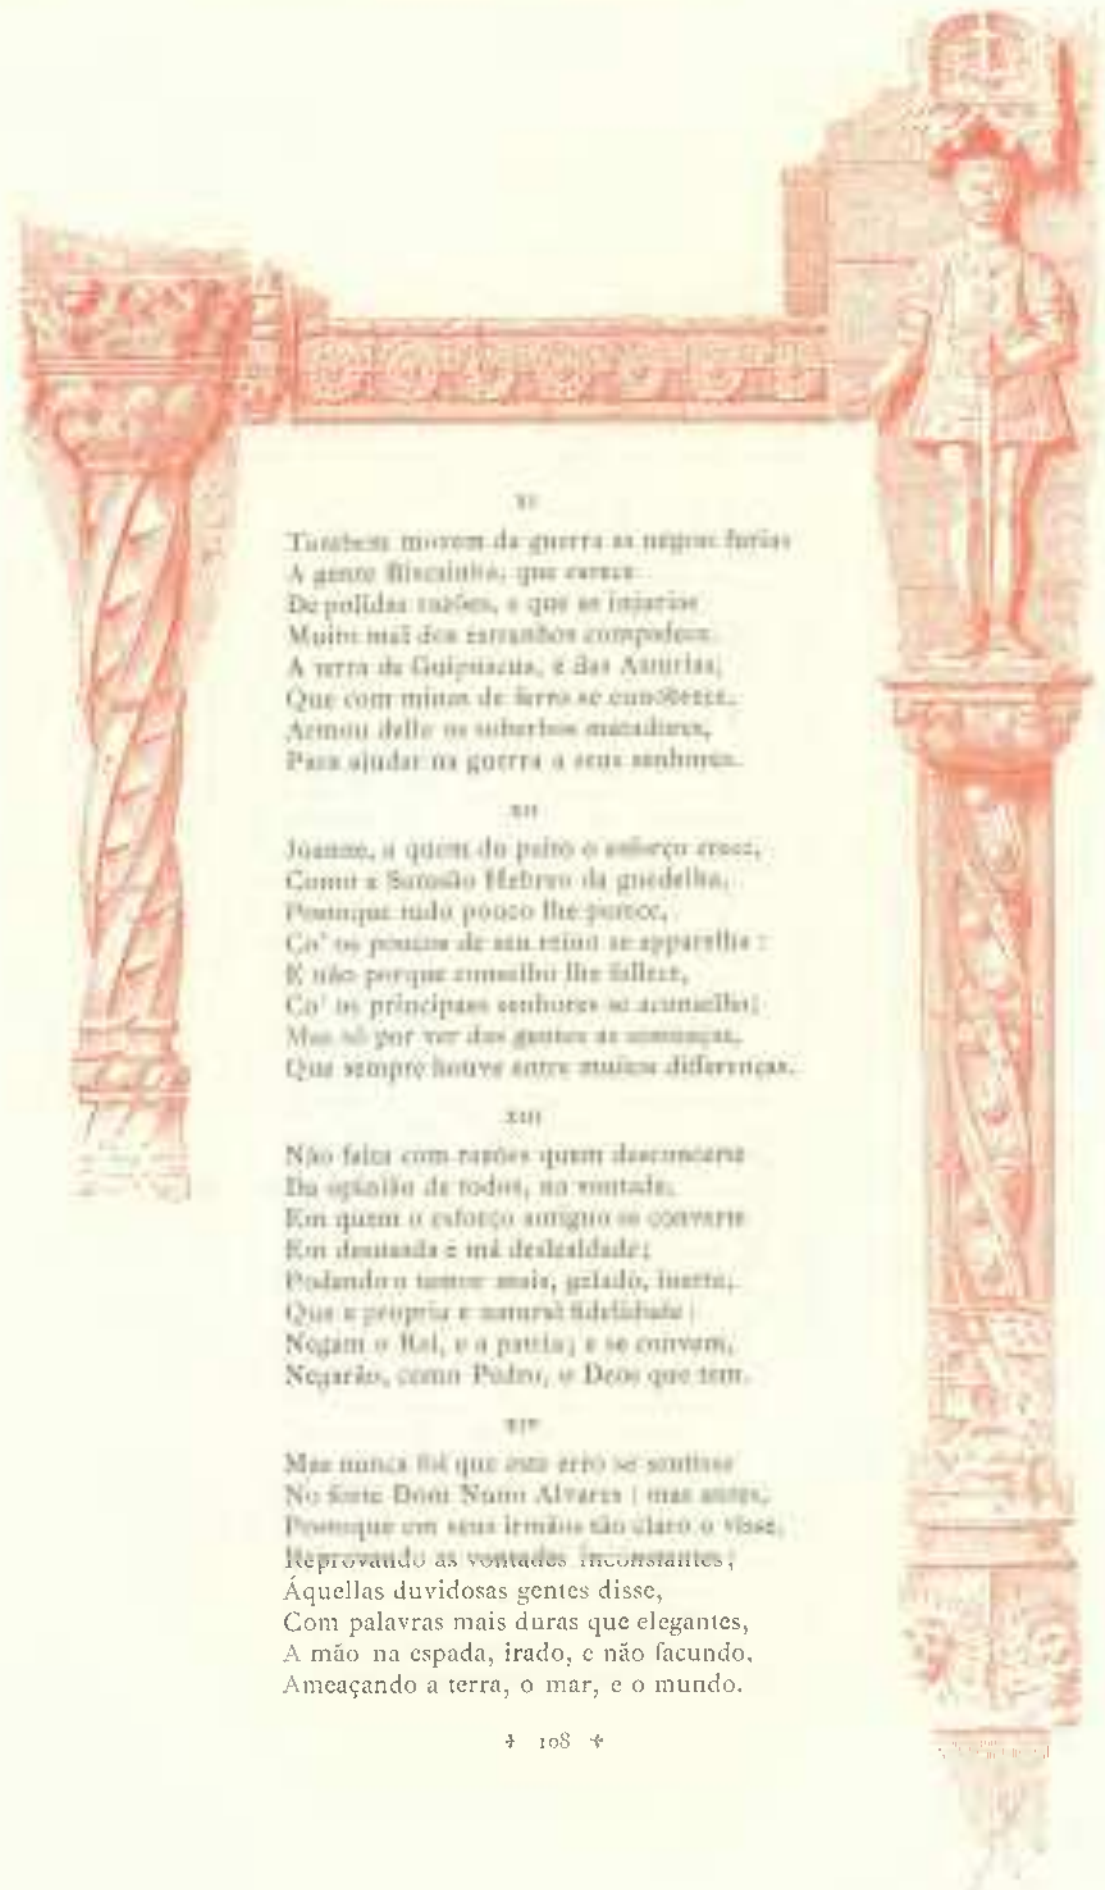 XI
Tambem movem da guerra as negras furias
A gente Biscainha, que carece
De polidas razões, e que as injurias
Muito mal dos estranhos compadece.
A terra de Guipuscua, e das Asturias,
Que com minas de ferro se ennobrece,
Armou delle os soberbos matadores,
Para ajudar na guerra a seus senhores.
XII
Joanne, a quem do peito o esforço crece,
Como a Samsão Hebreo da guedelha,
Postoque tudo pouco lhe parece,
Co' os poucos de seu reino se apparelha:
E não porque conselho lhe fallece,
Co' os principaes senhores se aconselha;
Mas só por ver das gentes as sentenças,
Que sempre houve entre muitos differenças.
XIII
Não falta com razões quem desconcerte
Da opinião de todos, na vontade,
Em quem o esforço antiguo se converte
Em desusada e má deslealdade;
Podendo o temor mais, gelado, inerte,
Que a propria e natural fidelidade:
Negam o Rei, e a patria; e se convem,
Negarão, como Pedro, o Deos que tem.
XIV
Mas nunca foi que este erro se sentisse
No forte Dom Nuno Alvares: mas antes,
Postoque em seus irmãos tão claro o visse,
Reprovando as vontades inconstantes;
Áquellas duvidosas gentes disse,
Com palavras mais duras que elegantes,
A mão na espada, irado, e não facundo,
Ameaçando a terra, o mar, e o mundo.
108